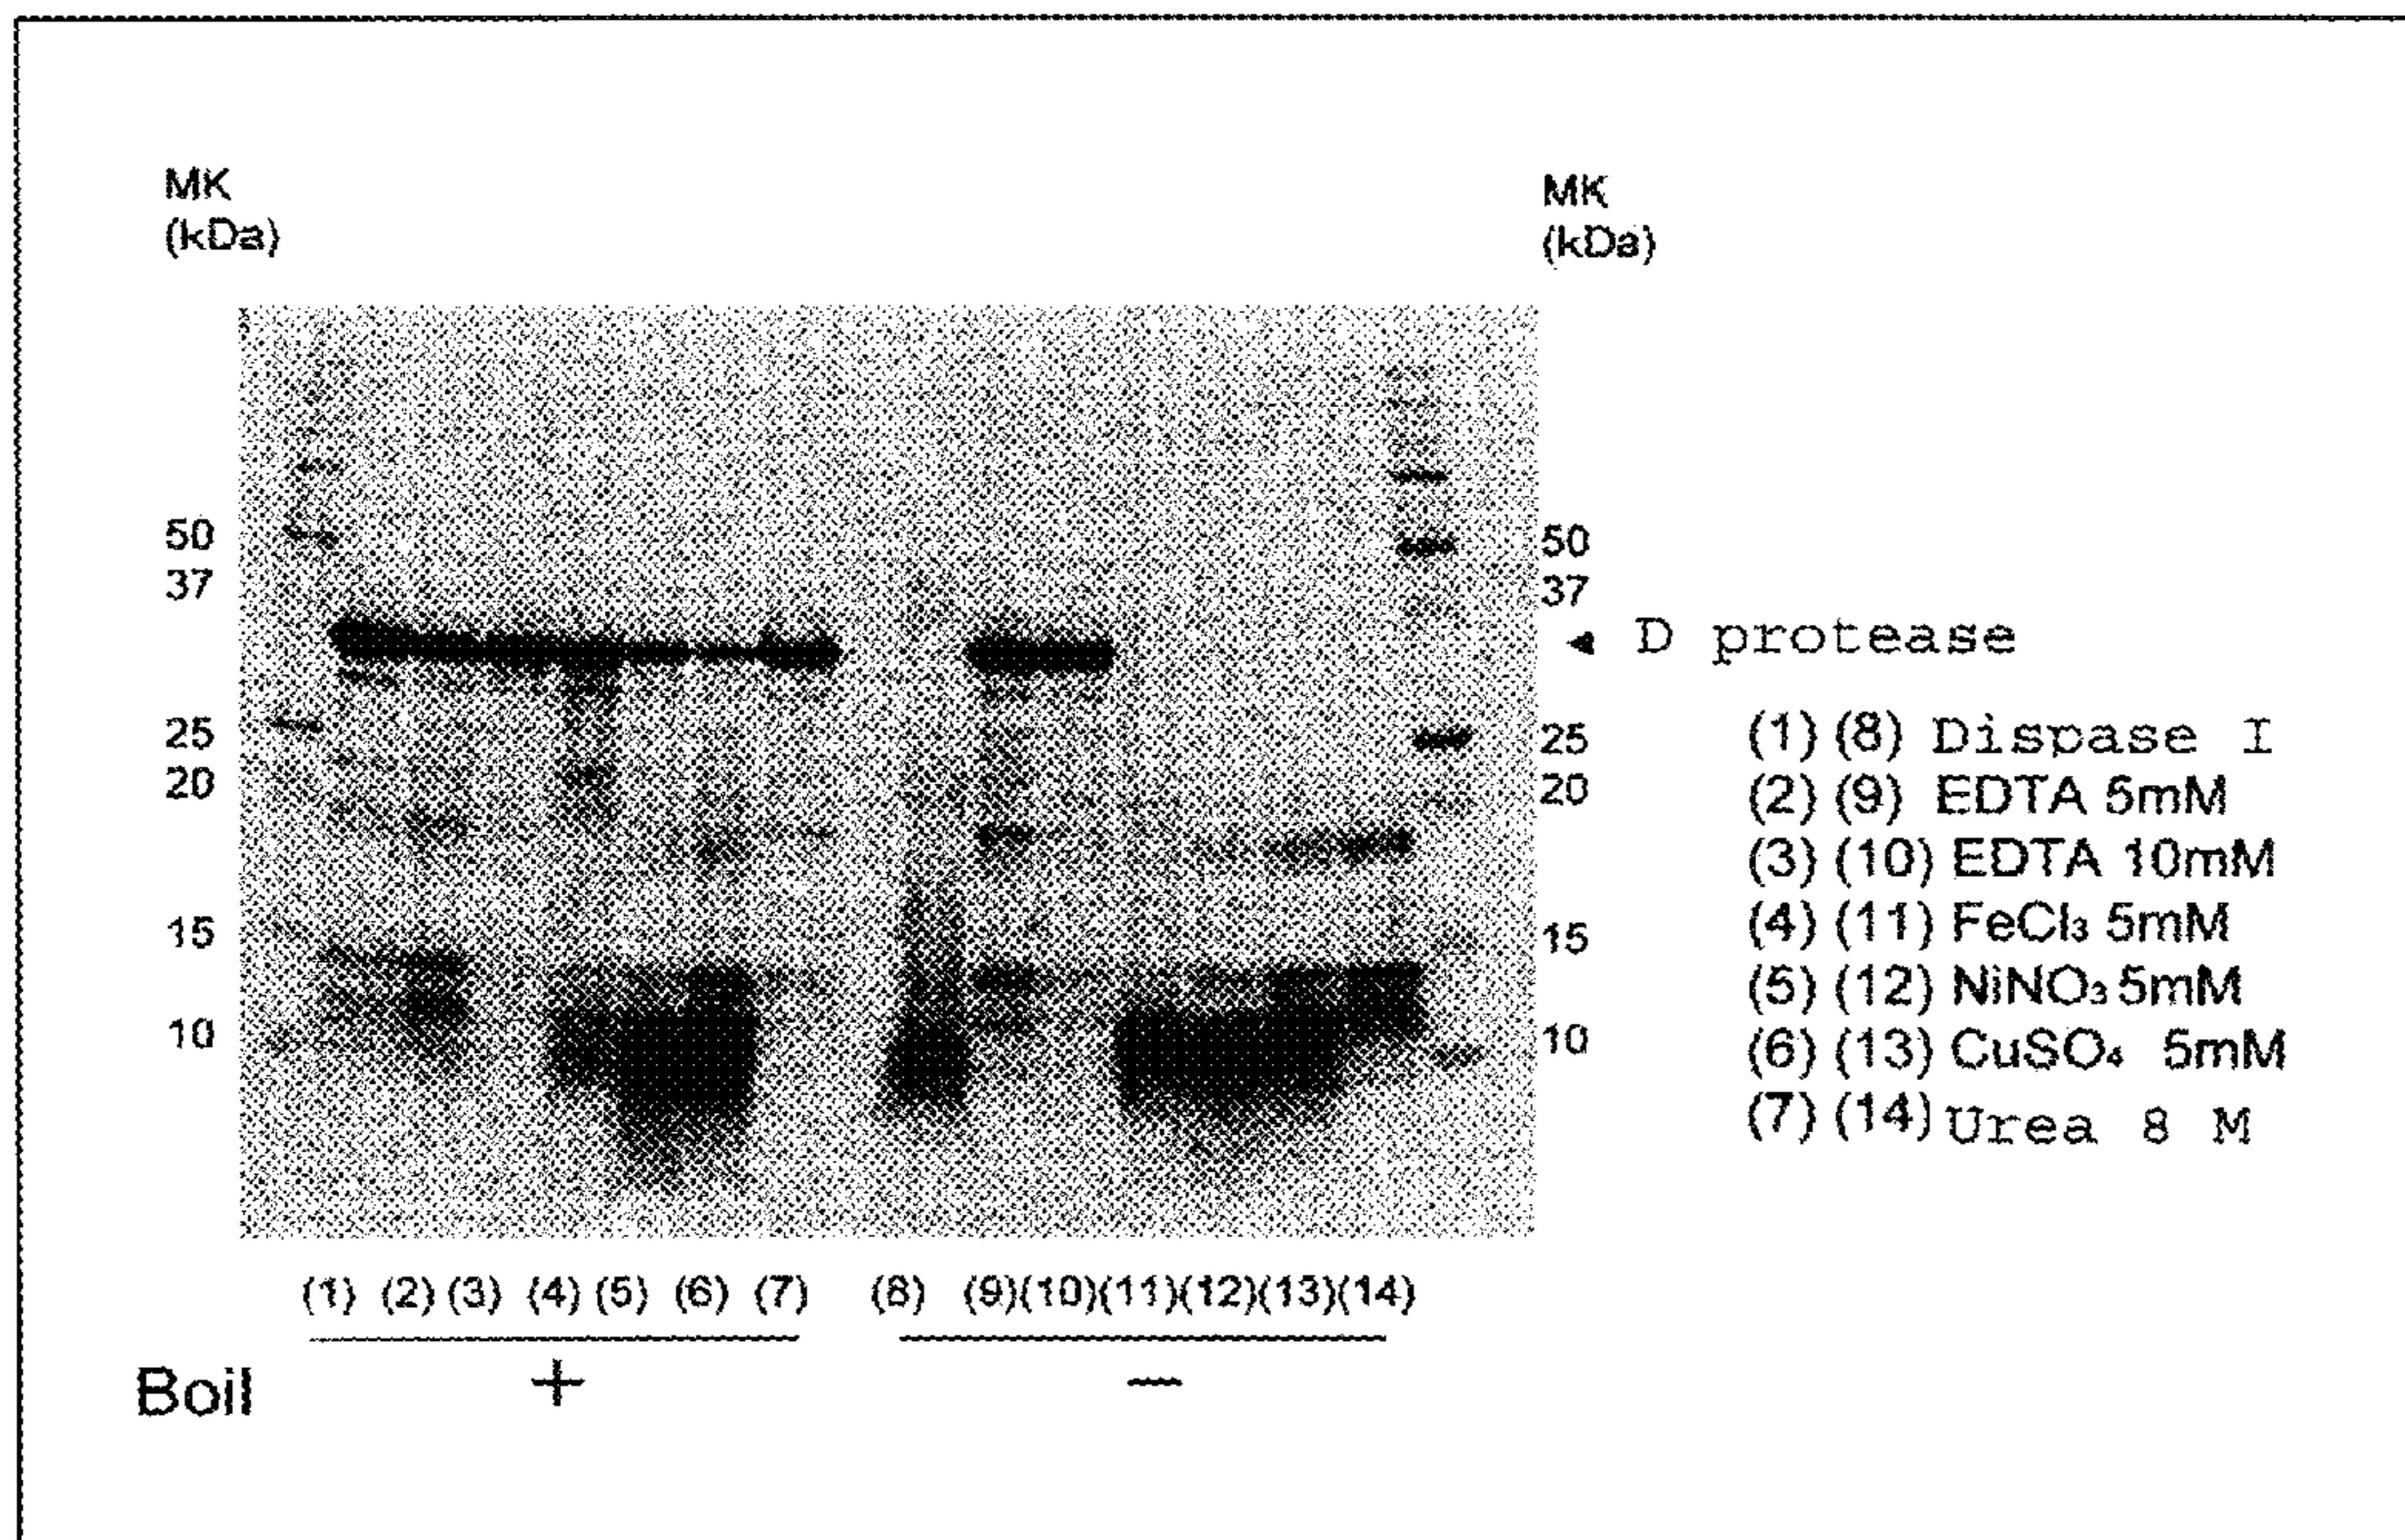 MK
(kDa)
50
37
25
20
15
10
MK
(kDa)
50
37
25
20
15
10
◄ D protease
(1) (8) Dispase I
(2) (9) EDTA 5mM
(3) (10) EDTA 10mM
(4) (11) FeCl₃ 5mM
(5) (12) NiNO₃ 5mM
(6) (13) CuSO₄ 5mM
(7) (14) Urea 8 M
(1) (2) (3) (4) (5) (6) (7) (8) (9)(10)(11)(12)(13)(14)
Boil + −